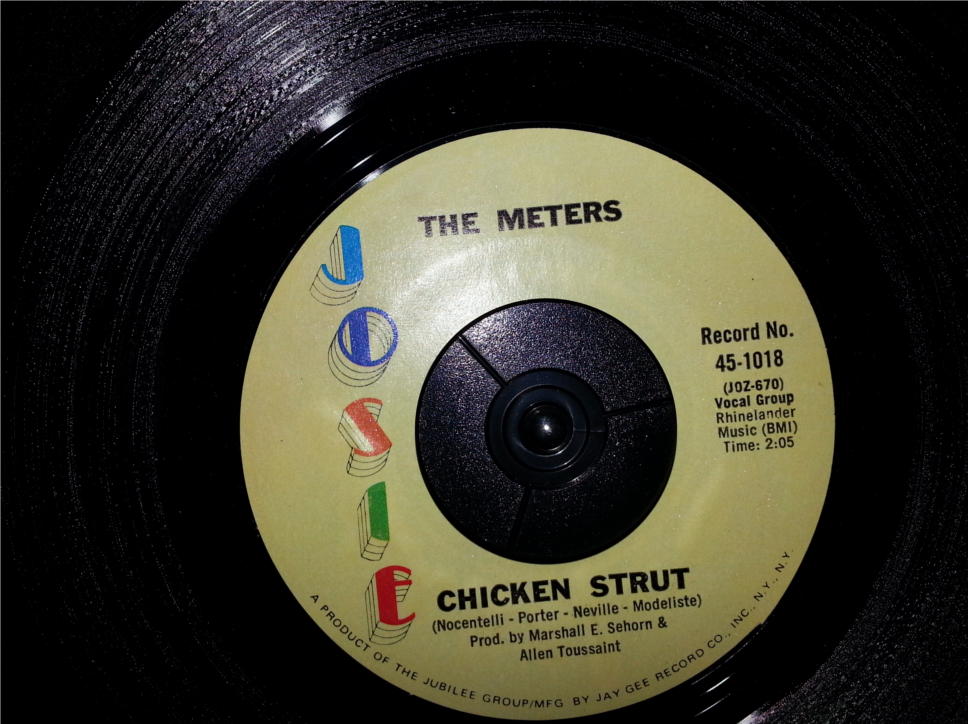 THE METERS
JOSIE
Record No.
45-1018
(JOZ-670)
Vocal Group
Rhinelander
Music (BMI)
Time: 2:05
CHICKEN STRUT
(Nocentelli - Porter - Neville - Modeliste)
Prod. by Marshall E. Sehorn &
Allen Toussaint
A PRODUCT OF THE JUBILEE GROUP/MFG BY JAY GEE RECORD CO., INC., N.Y., N.Y.